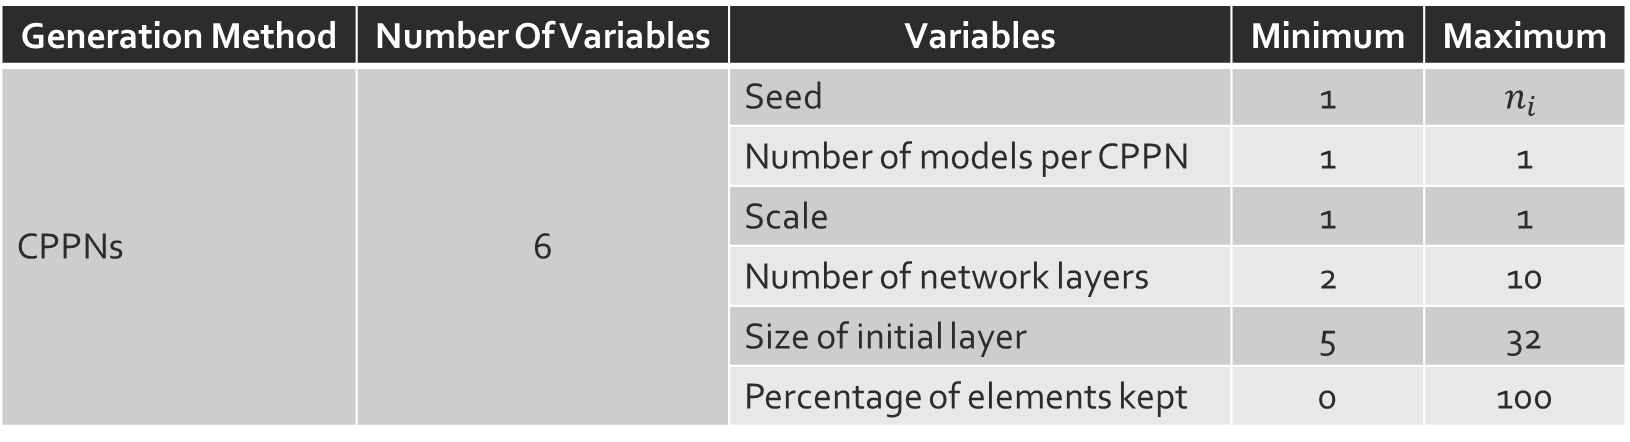 Generation Method Number Of Variables Variables Minimum Maximum
Seed 1 nᵢ
Number of models per CPPN 1 1
Scale 1 1
CPPNs 6
Number of network layers 2 10
Size of initial layer 5 32
Percentage of elements kept 0 100